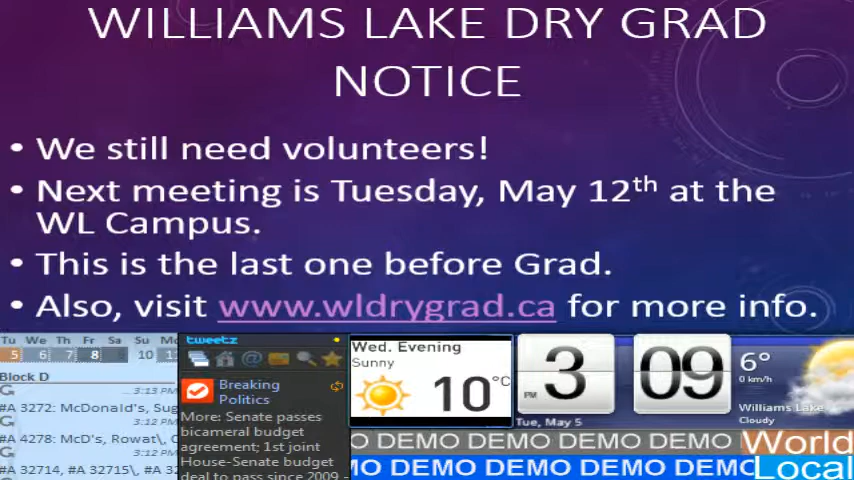 WILLIAMS LAKE DRY GRAD
NOTICE
• We still need volunteers!
• Next meeting is Tuesday, May 12th at the
WL Campus.
• This is the last one before Grad.
• Also, visit www.wldrygrad.ca for more info.
Tu We Th Fr Sa Su Mo
5 6 7 8 9 10
Block D
3:13 PM
#A 3272: McDonald's, Sug
3:12 PM
#A 4278: McD's, Rowat\, C
3:12 PM
#A 32714, #A 32715\, #A 32
tweetz
Breaking
Politics
More: Senate passes
bicameral budget
agreement; 1st joint
House-Senate budget
deal to pass since 2009 -
Wed. Evening
Sunny
10°C
PM 3 09
Tue, May 5
6°
0 km/h
Williams Lake
Cloudy
O DEMO DEMO DEMO DEMO DEMO World
MO DEMO DEMO DEMO DEMO DEMO Local